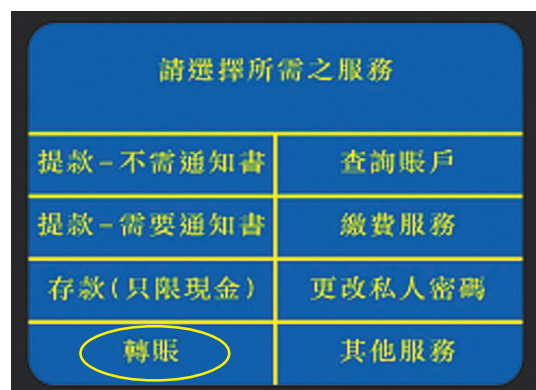 請選擇所需之服務
提款–不需通知書
查詢賬戶
提款–需要通知書
繳費服務
存款(只限現金)
更改私人密碼
轉賬
其他服務